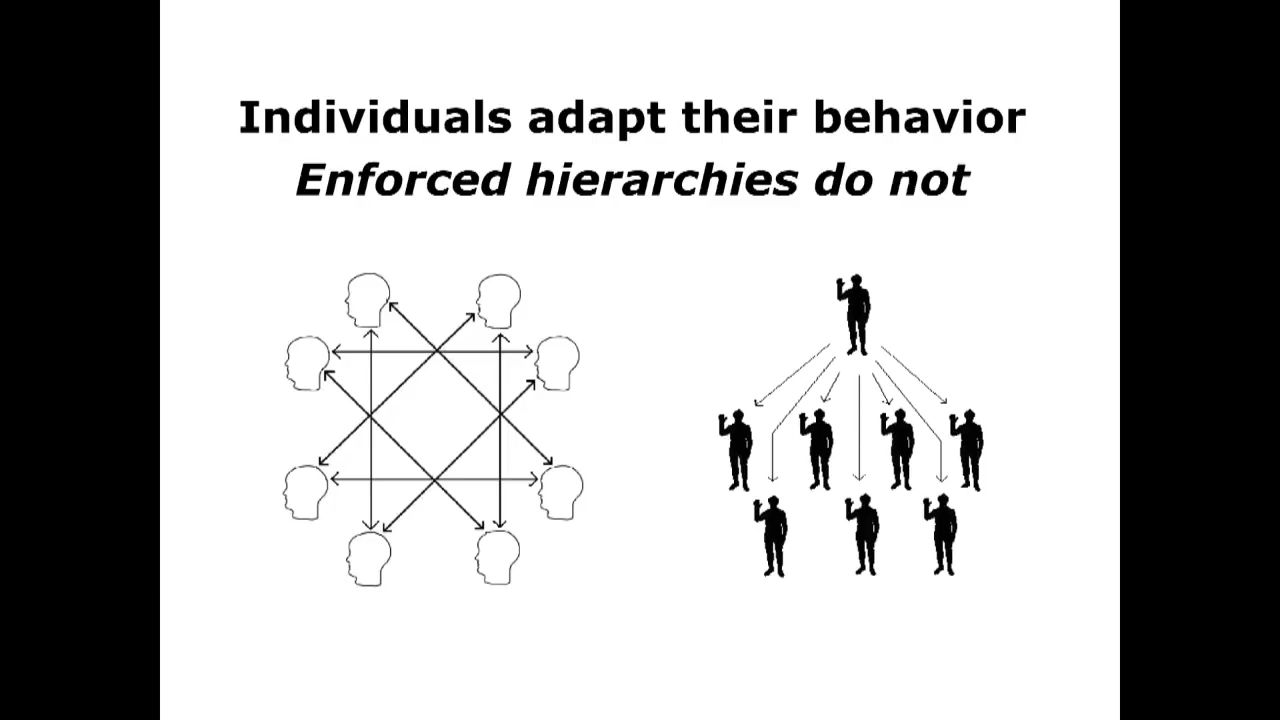 Individuals adapt their behavior
Enforced hierarchies do not